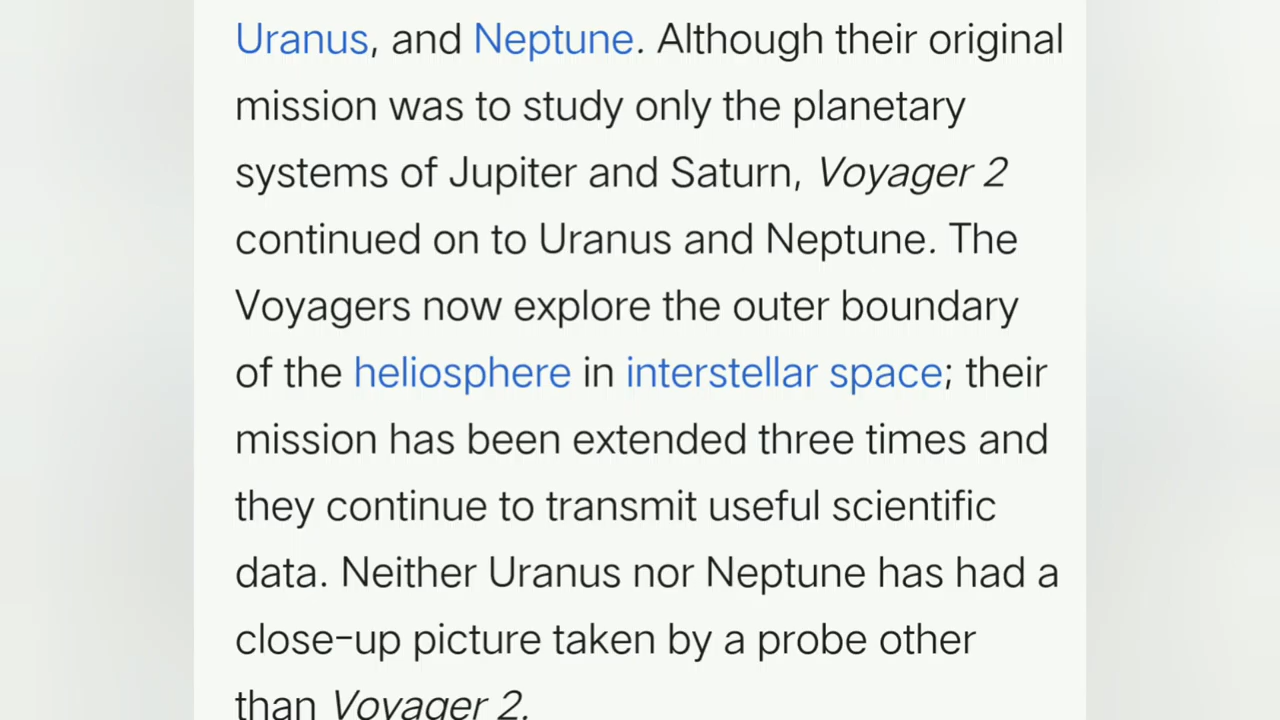 Uranus, and Neptune. Although their original
mission was to study only the planetary
systems of Jupiter and Saturn, Voyager 2
continued on to Uranus and Neptune. The
Voyagers now explore the outer boundary
of the heliosphere in interstellar space; their
mission has been extended three times and
they continue to transmit useful scientific
data. Neither Uranus nor Neptune has had a
close-up picture taken by a probe other
than Voyager 2.